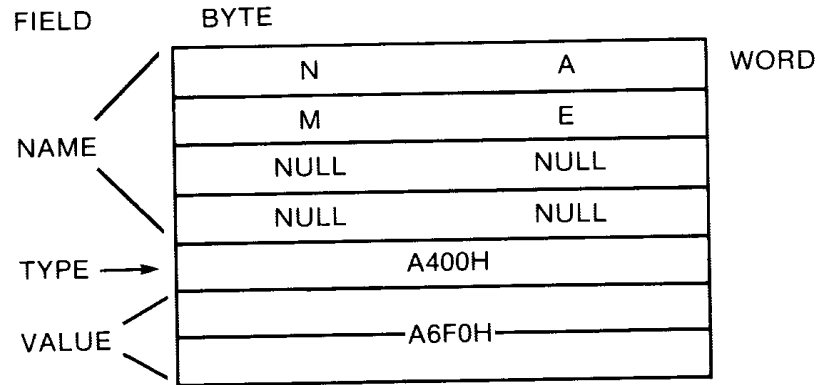 FIELD BYTE
N A WORD
M E
NAME
NULL NULL
NULL NULL
TYPE A400H
VALUE A6F0H